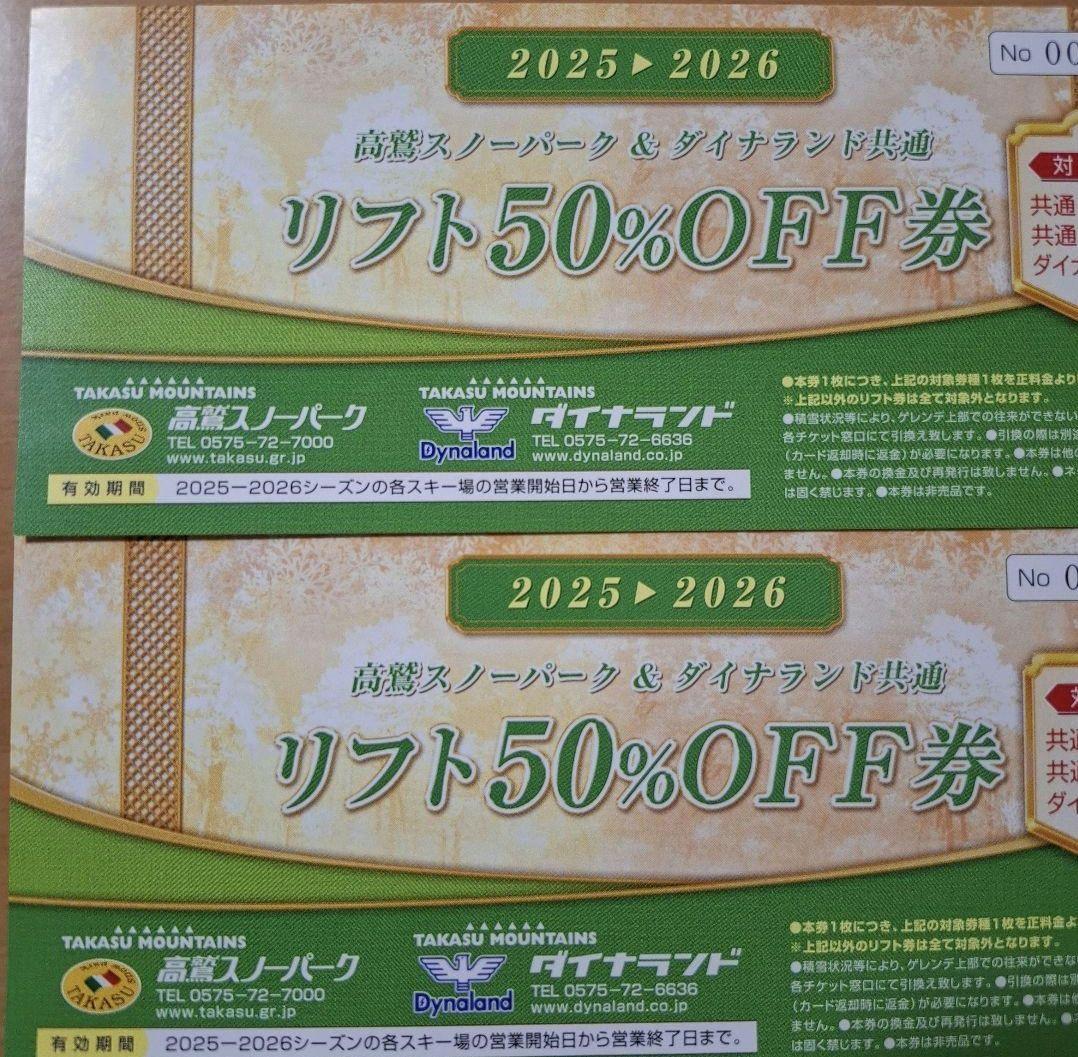 2025▶2026
No 00
高鷲スノーパーク & ダイナランド共通
リフト50%OFF券
対
共通
共通
ダイナ
TAKASU MOUNTAINS
高鷲スノーパーク
TAKASU
TEL 0575-72-7000
www.takasu.gr.jp
TAKASU MOUNTAINS
ダイナランド
Dynaland
TEL 0575-72-6636
www.dynaland.co.jp
有効期間 2025-2026シーズンの各スキー場の営業開始日から営業終了日まで。
●本券1枚につき、上記の対象券種1枚を正料金より
※上記以外のリフト券は全て対象外となります。
●積雪状況等により、ゲレンデ上部での往来ができない
各チケット窓口にて引換え致します。●引換の際は別途
(カード返却時に返金)が必要になります。●本券は他の
ません。●本券の換金及び再発行は致しません。●ネ
は固く禁じます。●本券は非売品です。
2025▶2026
No 0
高鷲スノーパーク & ダイナランド共通
リフト50%OFF券
対
共通
共通
ダイ
TAKASU MOUNTAINS
高鷲スノーパーク
TAKASU
TEL 0575-72-7000
www.takasu.gr.jp
TAKASU MOUNTAINS
ダイナランド
Dynaland
TEL 0575-72-6636
www.dynaland.co.jp
有効期間 2025-2026シーズンの各スキー場の営業開始日から営業終了日まで。
●本券1枚につき、上記の対象券種1枚を正料金よ
※上記以外のリフト券は全て対象外となります。
●積雪状況等により、ゲレンデ上部での往来ができな
各チケット窓口にて引換え致します。●引換の際は別
(カード返却時に返金)が必要になります。●本券は他
ません。●本券の換金及び再発行は致しません。●ネ
は固く禁じます。●本券は非売品です。